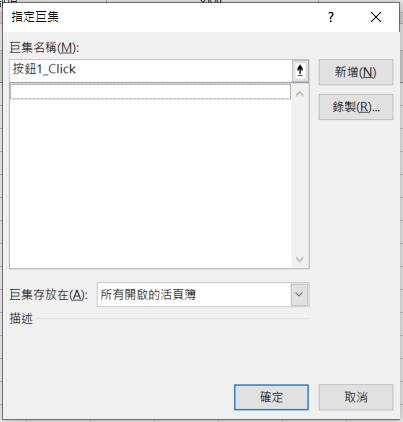 指定巨集
?
巨集名稱(M):
按鈕1_Click
新增(N)
錄製(R)...
巨集存放在(A):
所有開啟的活頁簿
描述
確定
取消